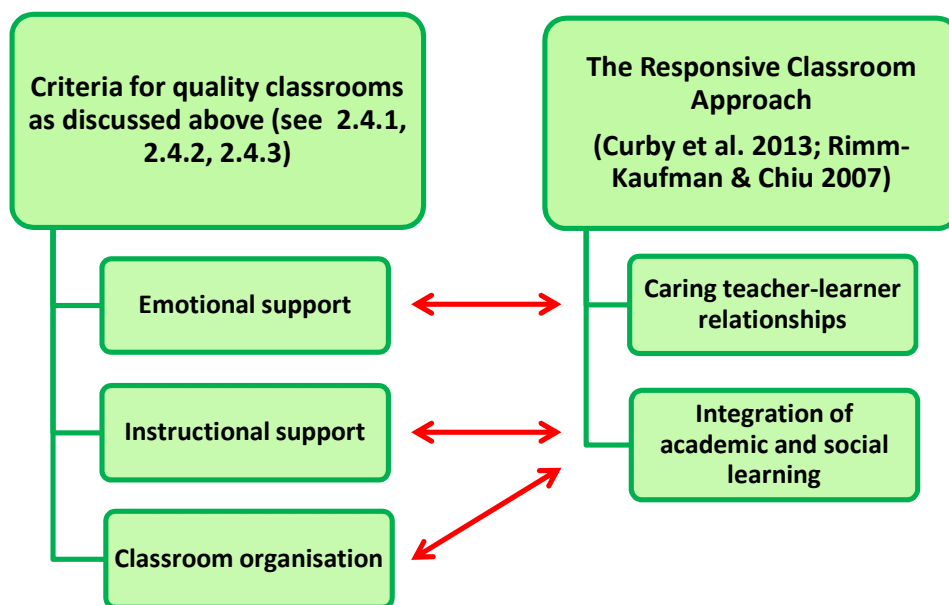 Criteria for quality classrooms
as discussed above (see 2.4.1,
2.4.2, 2.4.3)
Emotional support
Instructional support
Classroom organisation
The Responsive Classroom
Approach
(Curby et al. 2013; Rimm-
Kaufman & Chiu 2007)
Caring teacher-learner
relationships
Integration of
academic and social
learning